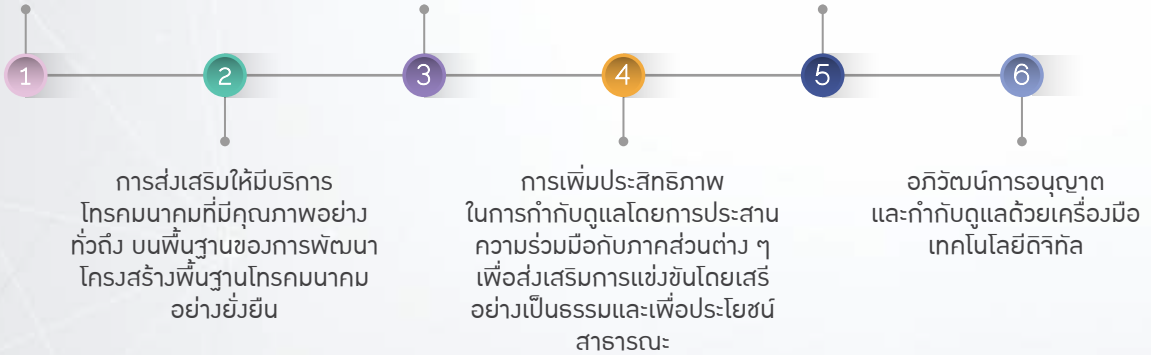 1 2 3 4 5 6
การส่งเสริมให้มีบริการ
โทรคมนาคมที่มีคุณภาพอย่าง
ทั่วถึง บนพื้นฐานของการพัฒนา
โครงสร้างพื้นฐานโทรคมนาคม
อย่างยั่งยืน
การเพิ่มประสิทธิภาพ
ในการกำกับดูแลโดยการประสาน
ความร่วมมือกับภาคส่วนต่าง ๆ
เพื่อส่งเสริมการแข่งขันโดยเสรี
อย่างเป็นธรรมและเพื่อประโยชน์
สาธารณะ
อภิวัฒน์การอนุญาต
และกำกับดูแลด้วยเครื่องมือ
เทคโนโลยีดิจิทัล